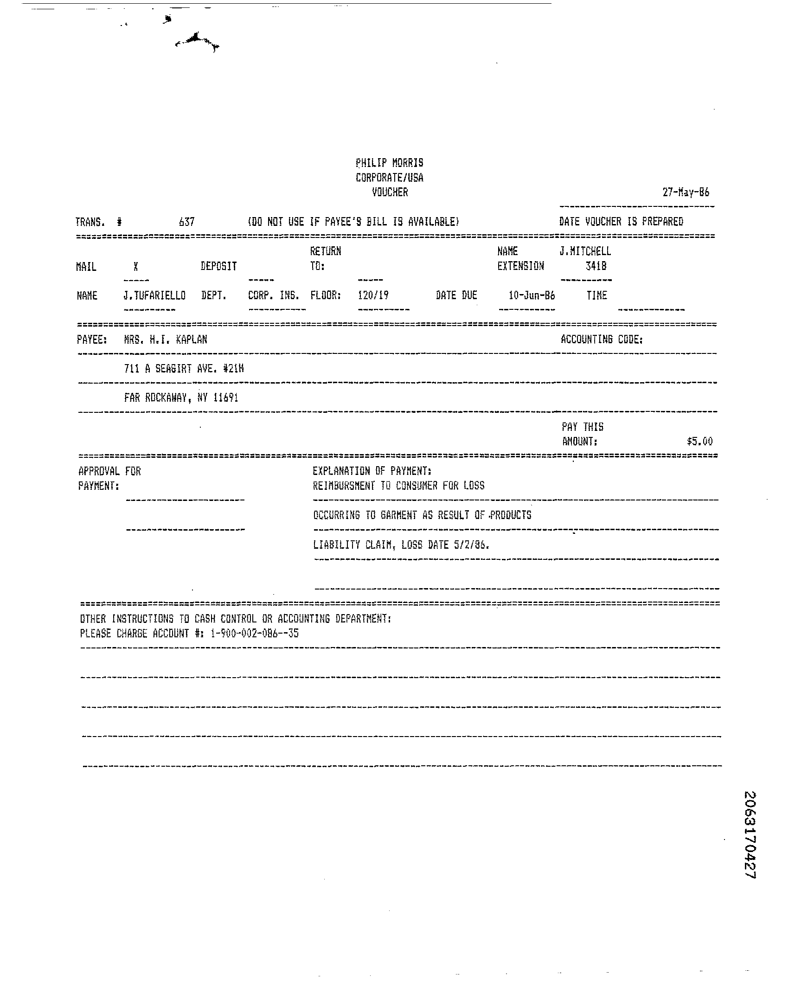 PHILIP MORRIS
CORPORATE/USA
VOUCHER 27-May-86
TRANS. # 637 (DO NOT USE IF PAYEE'S BILL IS AVAILABLE) DATE VOUCHER IS PREPARED
RETURN NAME J.MITCHELL
MAIL X DEPOSIT TO: EXTENSION 3418
NAME J.TUFARIELLO DEPT. CORP. INS. FLOOR: 120/19 DATE DUE 10-Jun-86 TIME
PAYEE: MRS. H.I. KAPLAN ACCOUNTING CODE:
711 A SEAGIRT AVE. #21M
FAR ROCKAWAY, NY 11691
PAY THIS
AMOUNT: $5.00
APPROVAL FOR EXPLANATION OF PAYMENT:
PAYMENT: REIMBURSMENT TO CONSUMER FOR LOSS
OCCURRING TO GARMENT AS RESULT OF PRODUCTS
LIABILITY CLAIM, LOSS DATE 5/2/86.
OTHER INSTRUCTIONS TO CASH CONTROL OR ACCOUNTING DEPARTMENT:
PLEASE CHARGE ACCOUNT #: 1-900-002-086--35
2063170427